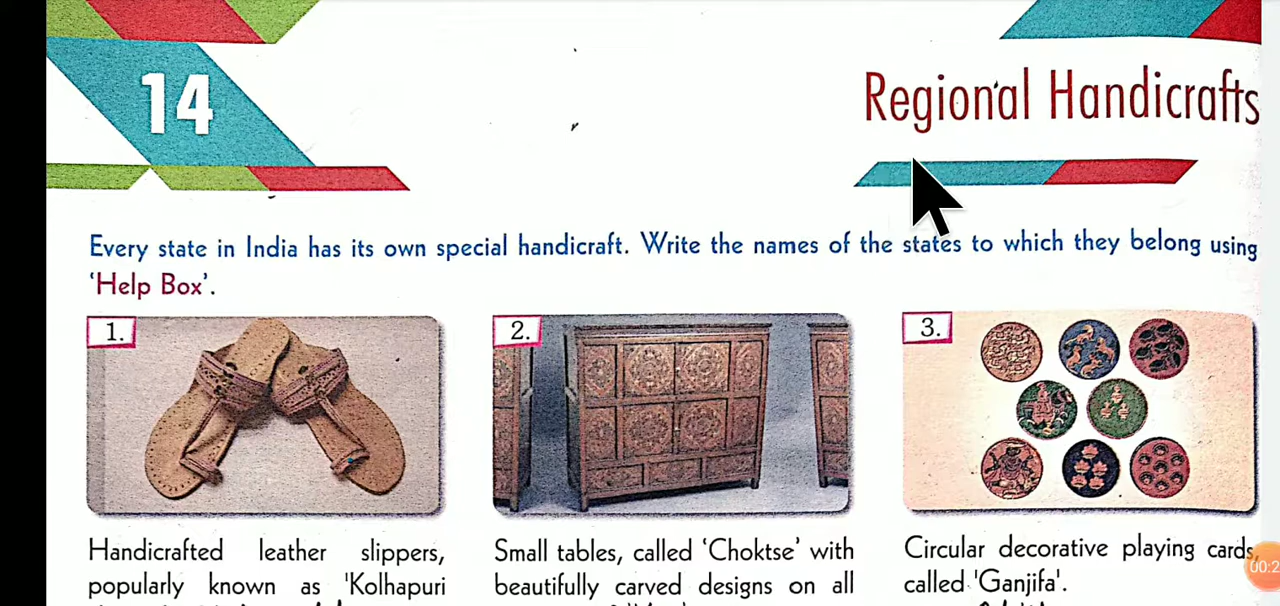 14
Regional Handicrafts
Every state in India has its own special handicraft. Write the names of the states to which they belong using
'Help Box'.
1.
2.
3.
Handicrafted leather slippers,
popularly known as 'Kolhapuri
Small tables, called 'Choktse' with
beautifully carved designs on all
Circular decorative playing cards,
called 'Ganjifa'.
00:2